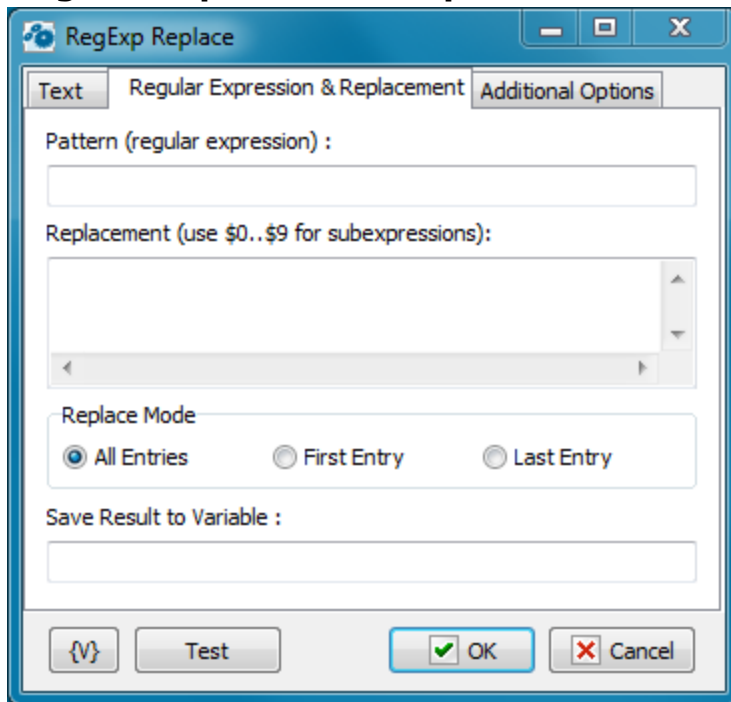 RegExp Replace
Text Regular Expression & Replacement Additional Options
Pattern (regular expression) :
Replacement (use $0..$9 for subexpressions):
Replace Mode
All Entries First Entry Last Entry
Save Result to Variable :
{V} Test OK Cancel